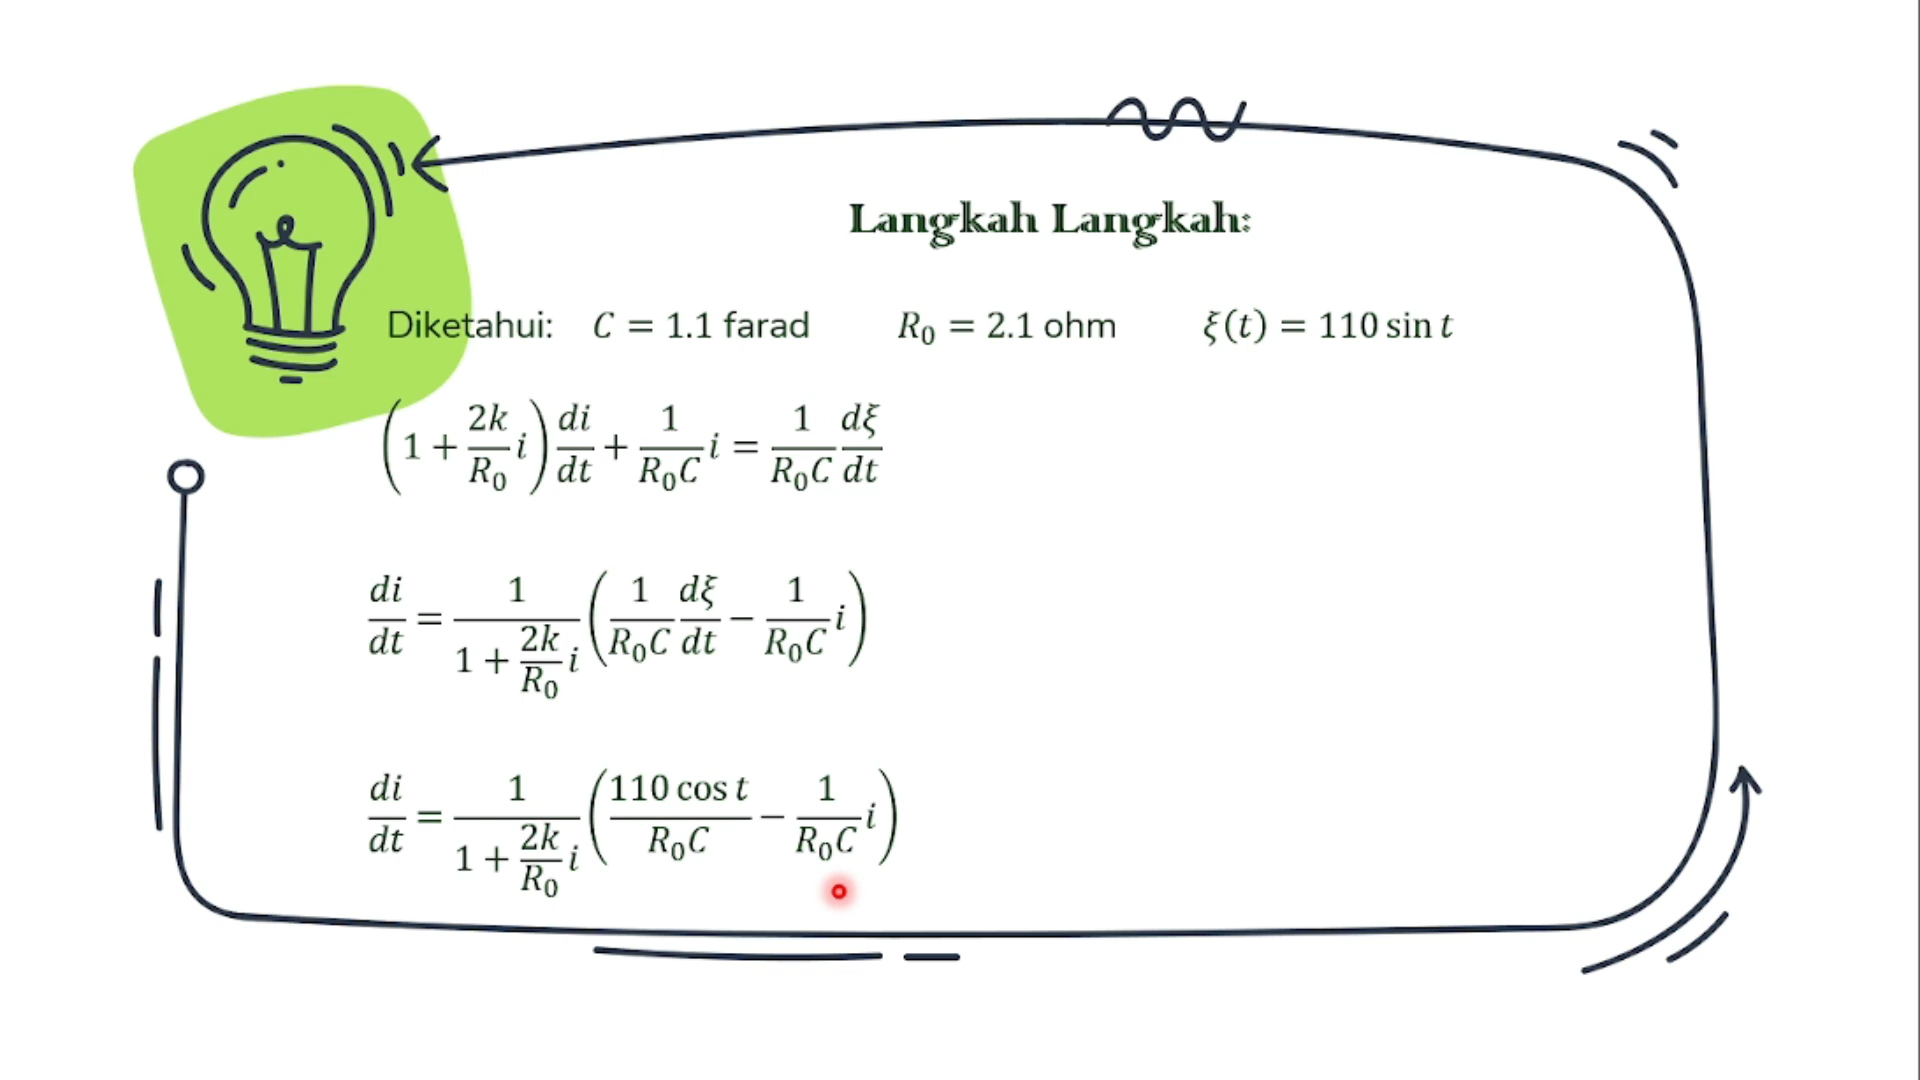 Langkah Langkah:
Diketahui: C = 1.1 farad R₀ = 2.1 ohm ξ(t) = 110 sin t
(1 + 2k/R₀ i) di/dt + 1/R₀C i = 1/R₀C dξ/dt
di/dt = 1/(1 + 2k/R₀ i) (1/R₀C dξ/dt − 1/R₀C i)
di/dt = 1/(1 + 2k/R₀ i) (110 cos t/R₀C − 1/R₀C i)